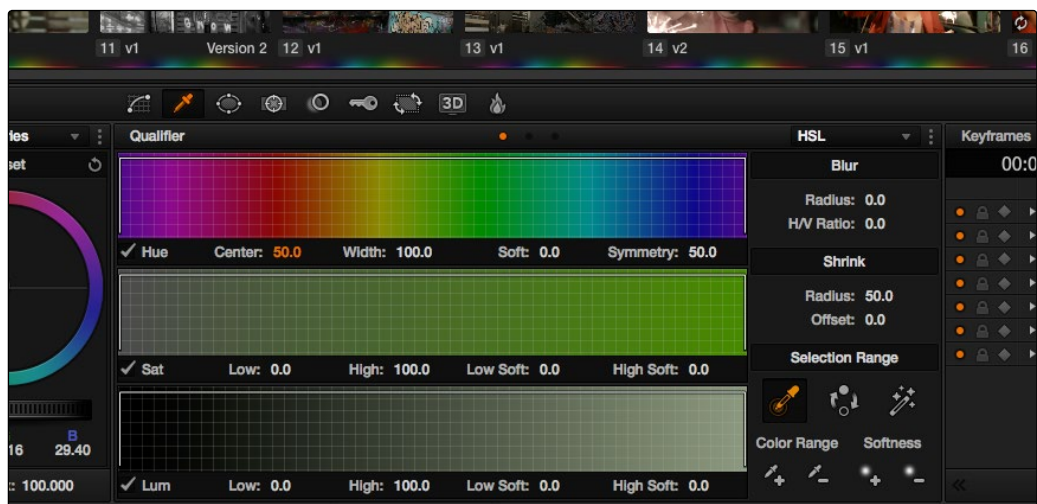 11 v1 Version 2 12 v1 13 v1 14 v2 15 v1 16
3D
ies Qualifier HSL Keyframes
set Blur 00:0
Radius: 0.0
H/V Ratio: 0.0
Hue Center: 50.0 Width: 100.0 Soft: 0.0 Symmetry: 50.0
Shrink
Radius: 50.0
Offset: 0.0
Sat Low: 0.0 High: 100.0 Low Soft: 0.0 High Soft: 0.0
Selection Range
B
16 29.40
Color Range Softness
: 100.000 Lum Low: 0.0 High: 100.0 Low Soft: 0.0 High Soft: 0.0